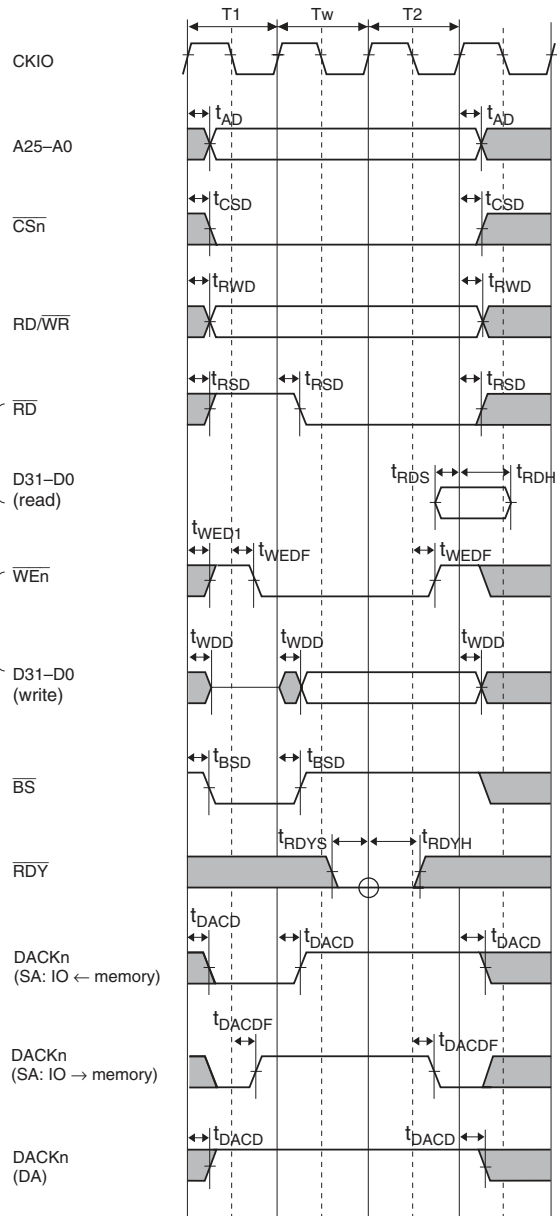 T1 Tw T2
CKIO
tAD tAD
A25–A0
tCSD tCSD
CSn
tRWD tRWD
RD/WR
tRSD tRSD tRSD
RD
D31–D0
(read)
tRDS tRDH
tWED1
tWEDF tWEDF
WEn
tWDD tWDD tWDD
D31–D0
(write)
tBSD tBSD
BS
tRDYS tRDYH
RDY
tDACD tDACD tDACD
DACKn
(SA: IO ← memory)
tDACDF tDACDF
DACKn
(SA: IO → memory)
tDACD tDACD
DACKn
(DA)